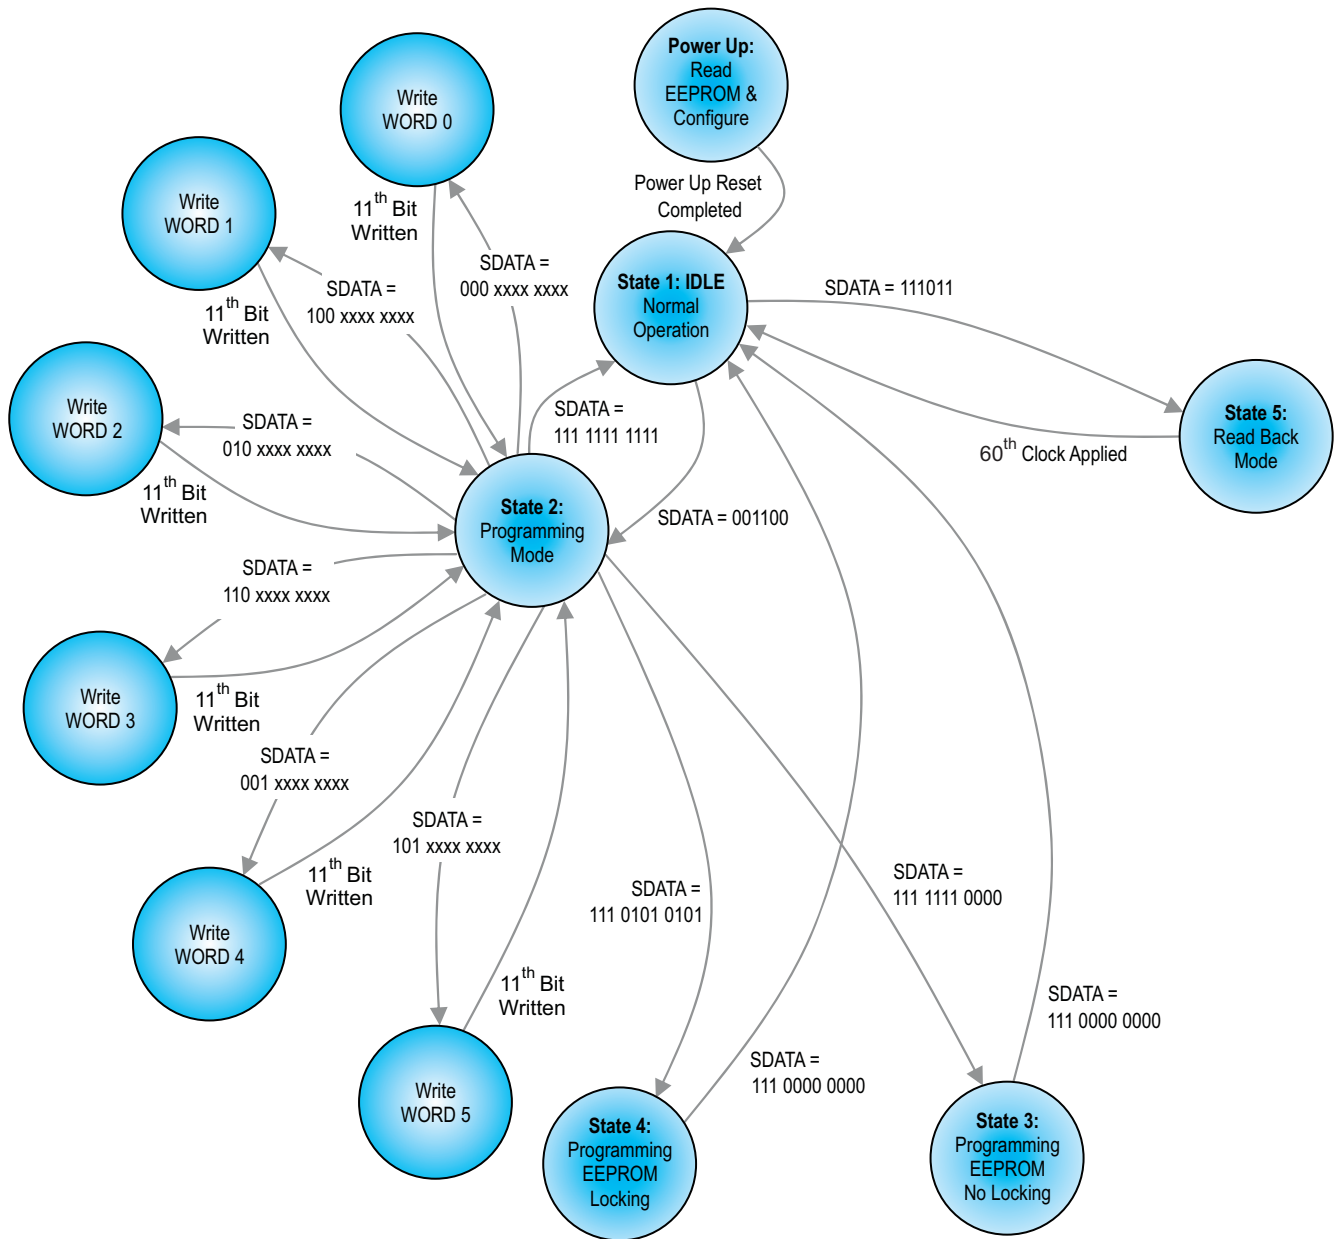 Power Up:
Read
EEPROM &
Configure
Power Up Reset
Completed
Write
WORD 0
11th Bit
Written
SDATA =
000 xxxx xxxx
Write
WORD 1
11th Bit
Written
SDATA =
100 xxxx xxxx
State 1: IDLE
Normal
Operation
SDATA = 111011
State 5:
Read Back
Mode
60th Clock Applied
Write
WORD 2
SDATA =
010 xxxx xxxx
11th Bit
Written
SDATA =
111 1111 1111
SDATA = 001100
State 2:
Programming
Mode
SDATA =
110 xxxx xxxx
Write
WORD 3
11th Bit
Written
SDATA =
001 xxxx xxxx
Write
WORD 4
11th Bit
Written
SDATA =
101 xxxx xxxx
Write
WORD 5
11th Bit
Written
SDATA =
111 0101 0101
SDATA =
111 1111 0000
SDATA =
111 0000 0000
SDATA =
111 0000 0000
State 4:
Programming
EEPROM
Locking
State 3:
Programming
EEPROM
No Locking